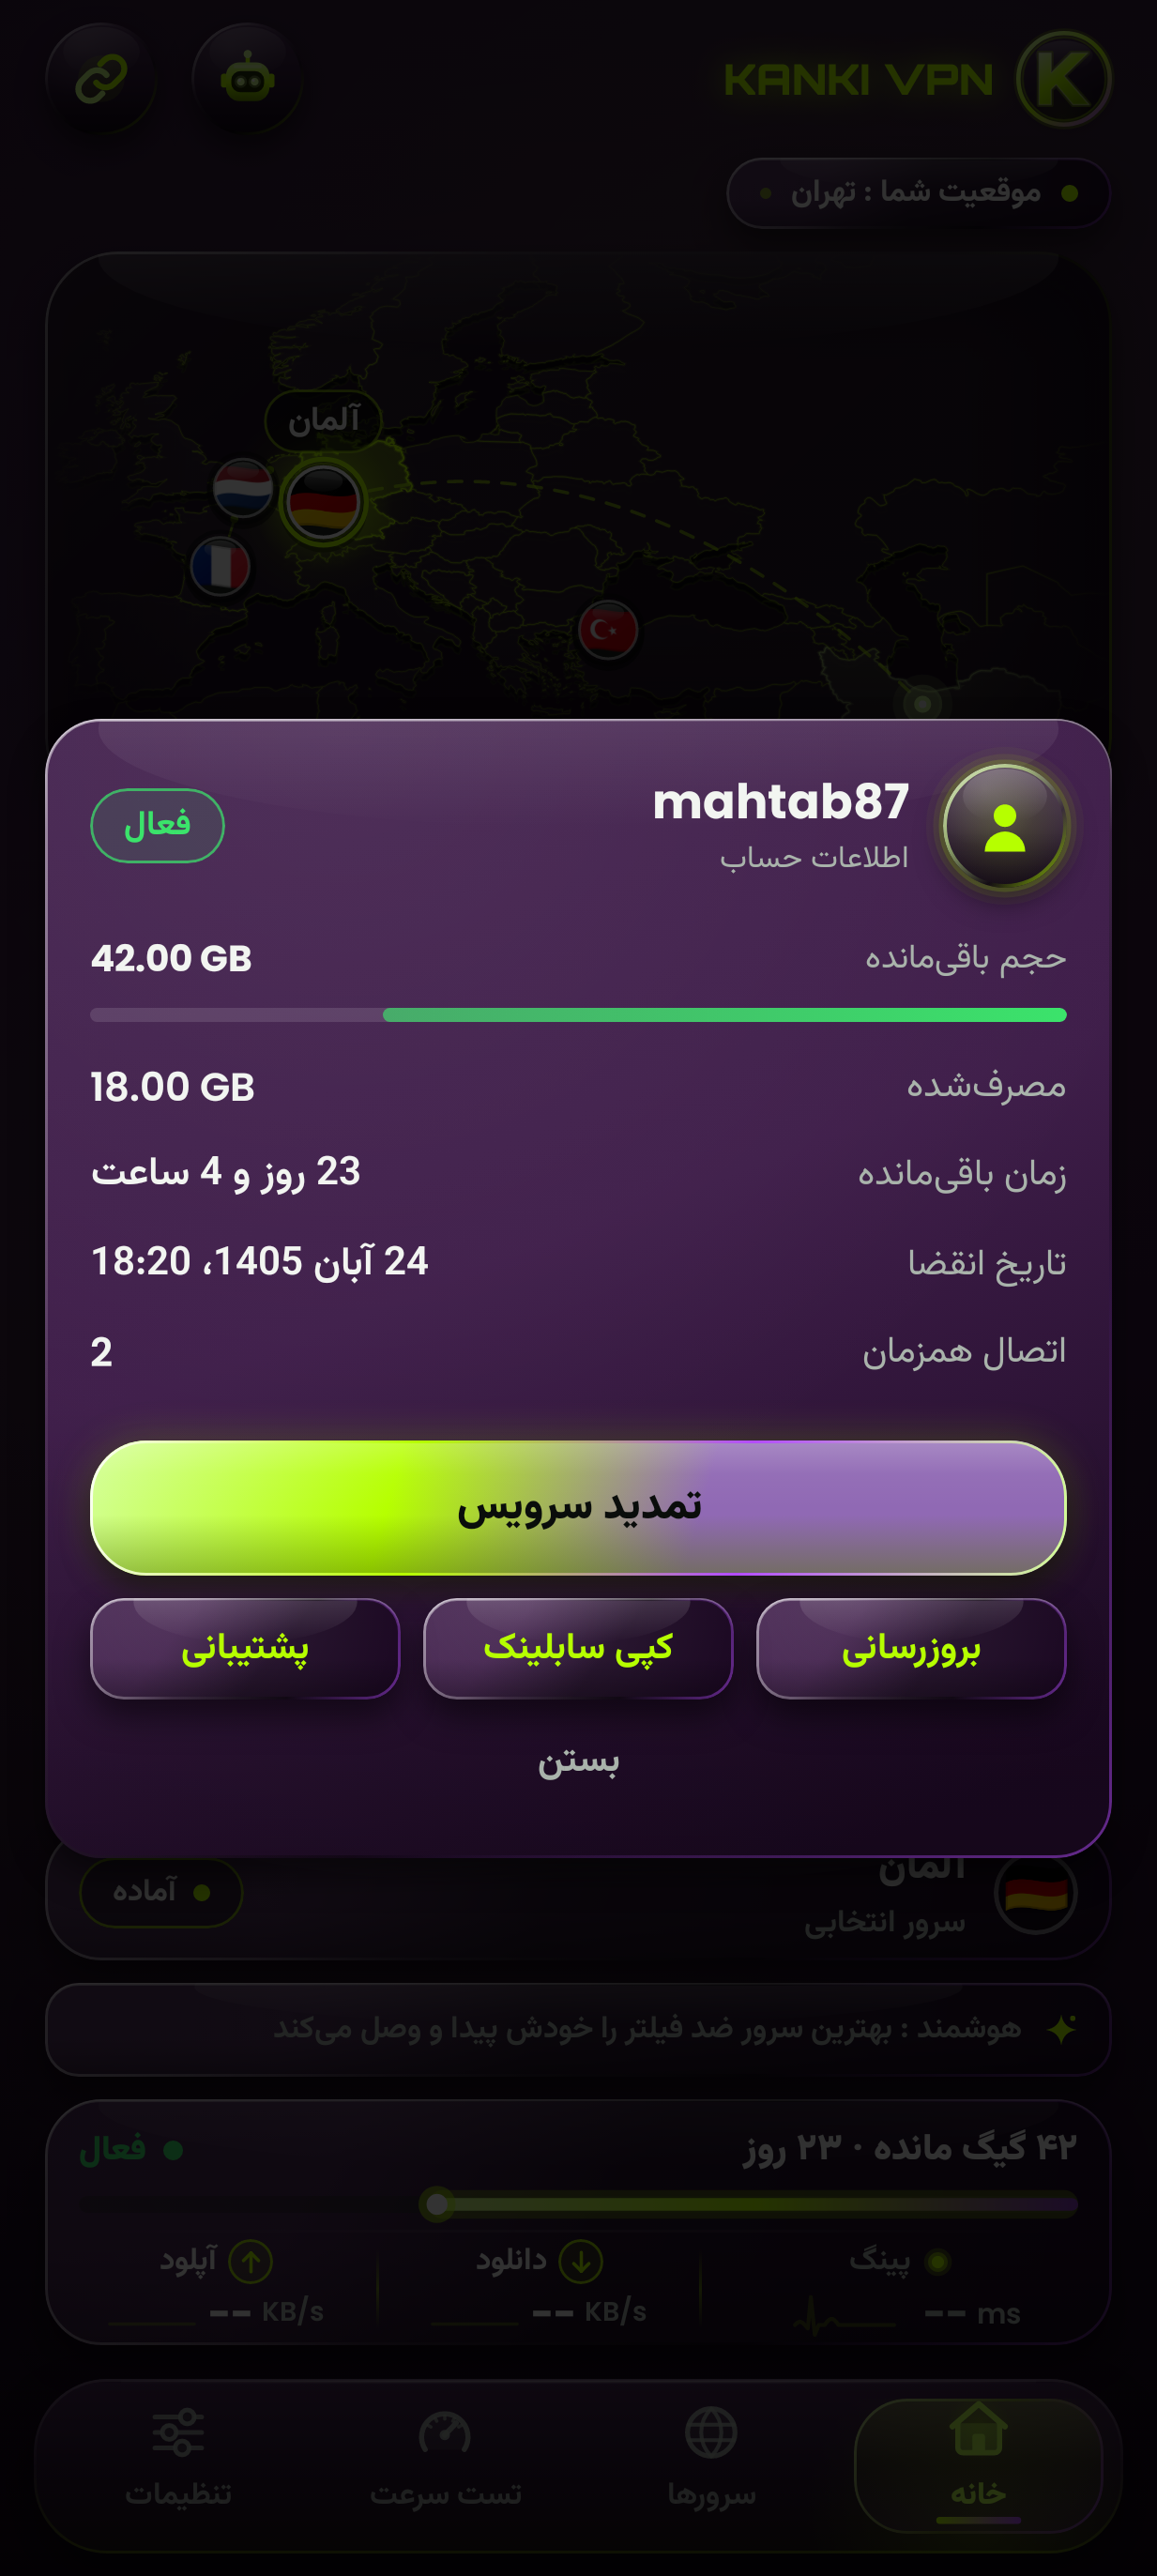 KANKI VPN
K
موقعیت شما : تهران
آلمان
mahtab87
اطلاعات حساب
فعال
حجم باقی‌مانده
42.00 GB
مصرف‌شده
18.00 GB
زمان باقی‌مانده
23 روز و 4 ساعت
تاریخ انقضا
24 آبان 1405، 18:20
اتصال همزمان
2
تمدید سرویس
بروزرسانی
کپی سابلینک
پشتیبانی
بستن
آلمان
سرور انتخابی
آماده
هوشمند : بهترین سرور ضد فیلتر را خودش پیدا و وصل می‌کند
۴۲ گیگ مانده · ۲۳ روز
فعال
پینگ
-- ms
دانلود
-- KB/s
آپلود
-- KB/s
خانه
سرورها
تست سرعت
تنظیمات